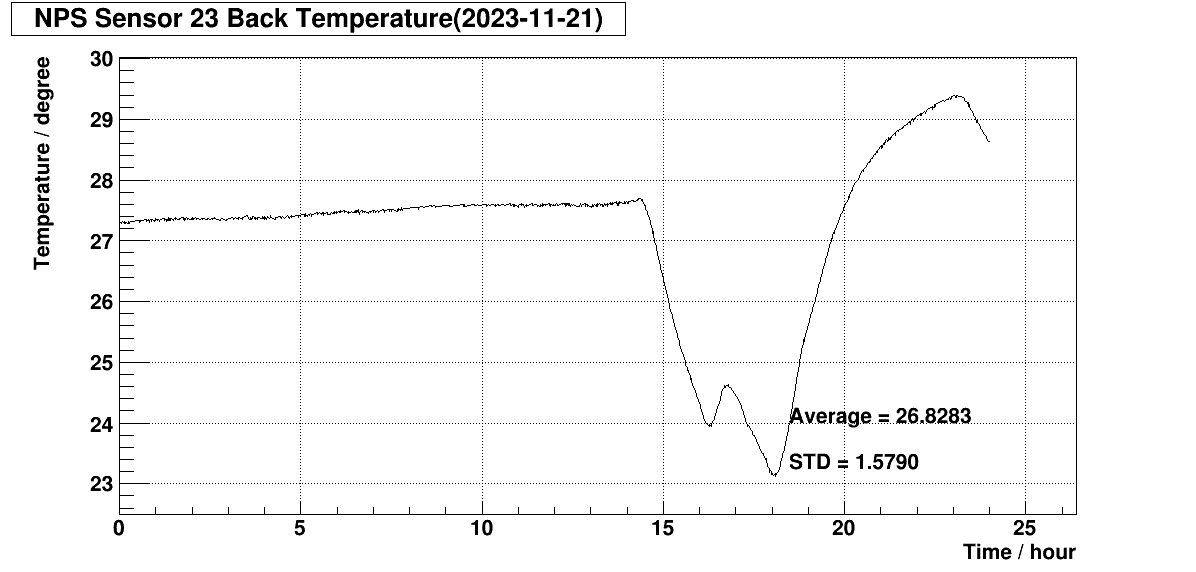 NPS Sensor 23 Back Temperature(2023-11-21)
Temperature / degree
30
29
28
27
26
25
24
23
Average = 26.8283
STD = 1.5790
0 5 10 15 20 25
Time / hour